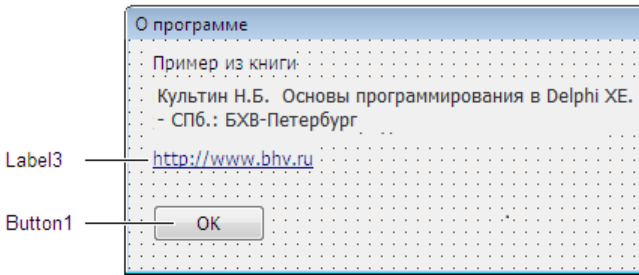 О программе
Пример из книги
Культин Н.Б. Основы программирования в Delphi XE.
- СПб.: БХВ-Петербург
Label3
http://www.bhv.ru
Button1
OK